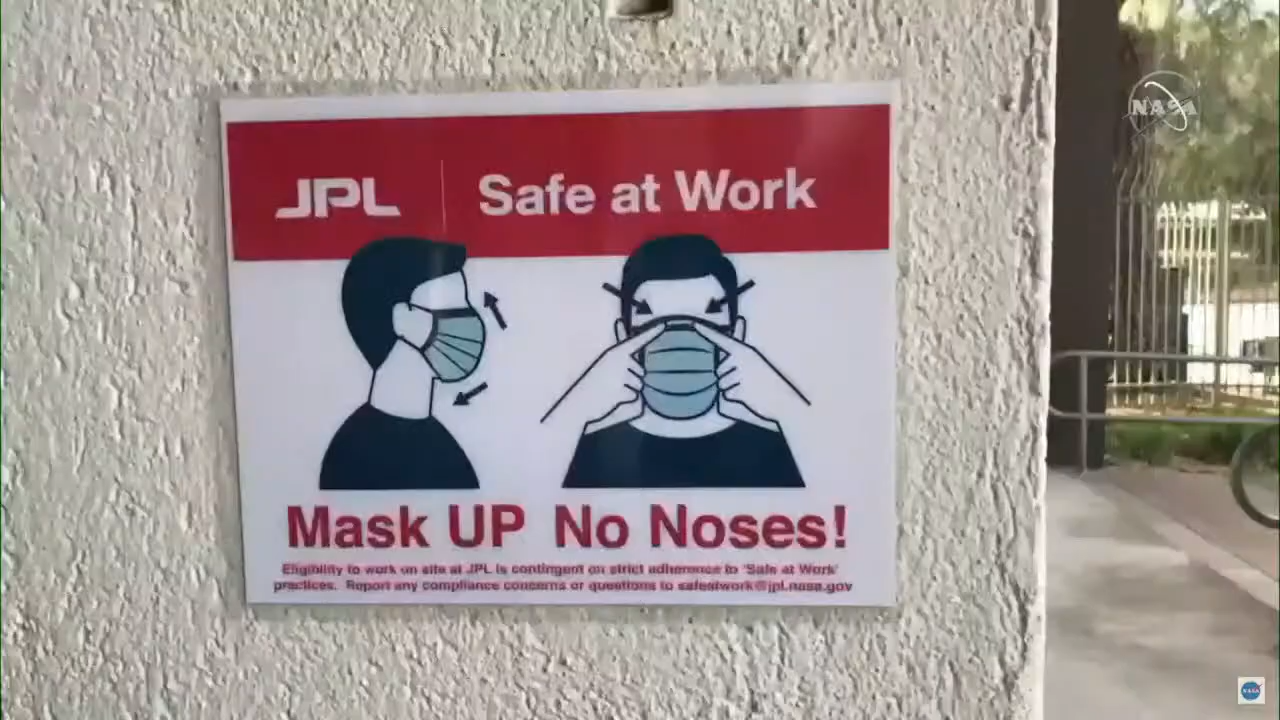 NASA
JPL Safe at Work
Mask UP No Noses!
Eligibility to work on site at JPL is contingent on strict adherence to 'Safe at Work'
practices. Report any compliance concerns or questions to safeatwork@jpl.nasa.gov
NASA